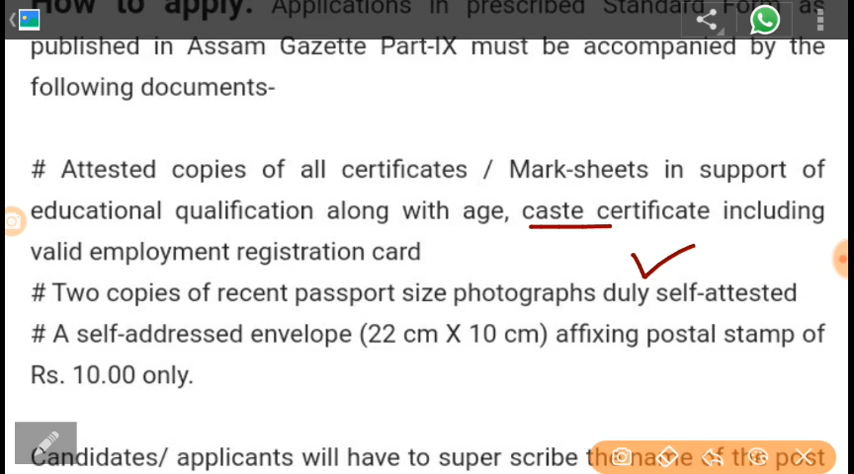 How to apply: Applications in prescribed Standard Form as
published in Assam Gazette Part-IX must be accompanied by the
following documents-
# Attested copies of all certificates / Mark-sheets in support of
educational qualification along with age, caste certificate including
valid employment registration card
# Two copies of recent passport size photographs duly self-attested
# A self-addressed envelope (22 cm X 10 cm) affixing postal stamp of
Rs. 10.00 only.
Candidates/ applicants will have to super scribe the name of the post